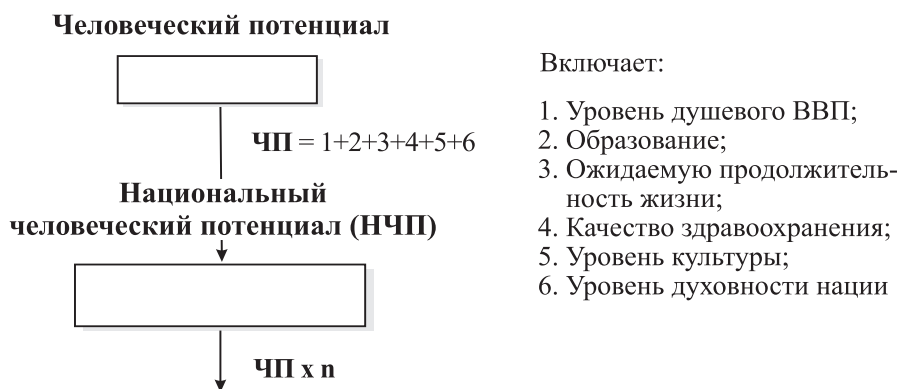 Человеческий потенциал
ЧП = 1+2+3+4+5+6
Национальный
человеческий потенциал (НЧП)
ЧП х n
Включает:
1. Уровень душевого ВВП;
2. Образование;
3. Ожидаемую продолжитель-
ность жизни;
4. Качество здравоохранения;
5. Уровень культуры;
6. Уровень духовности нации